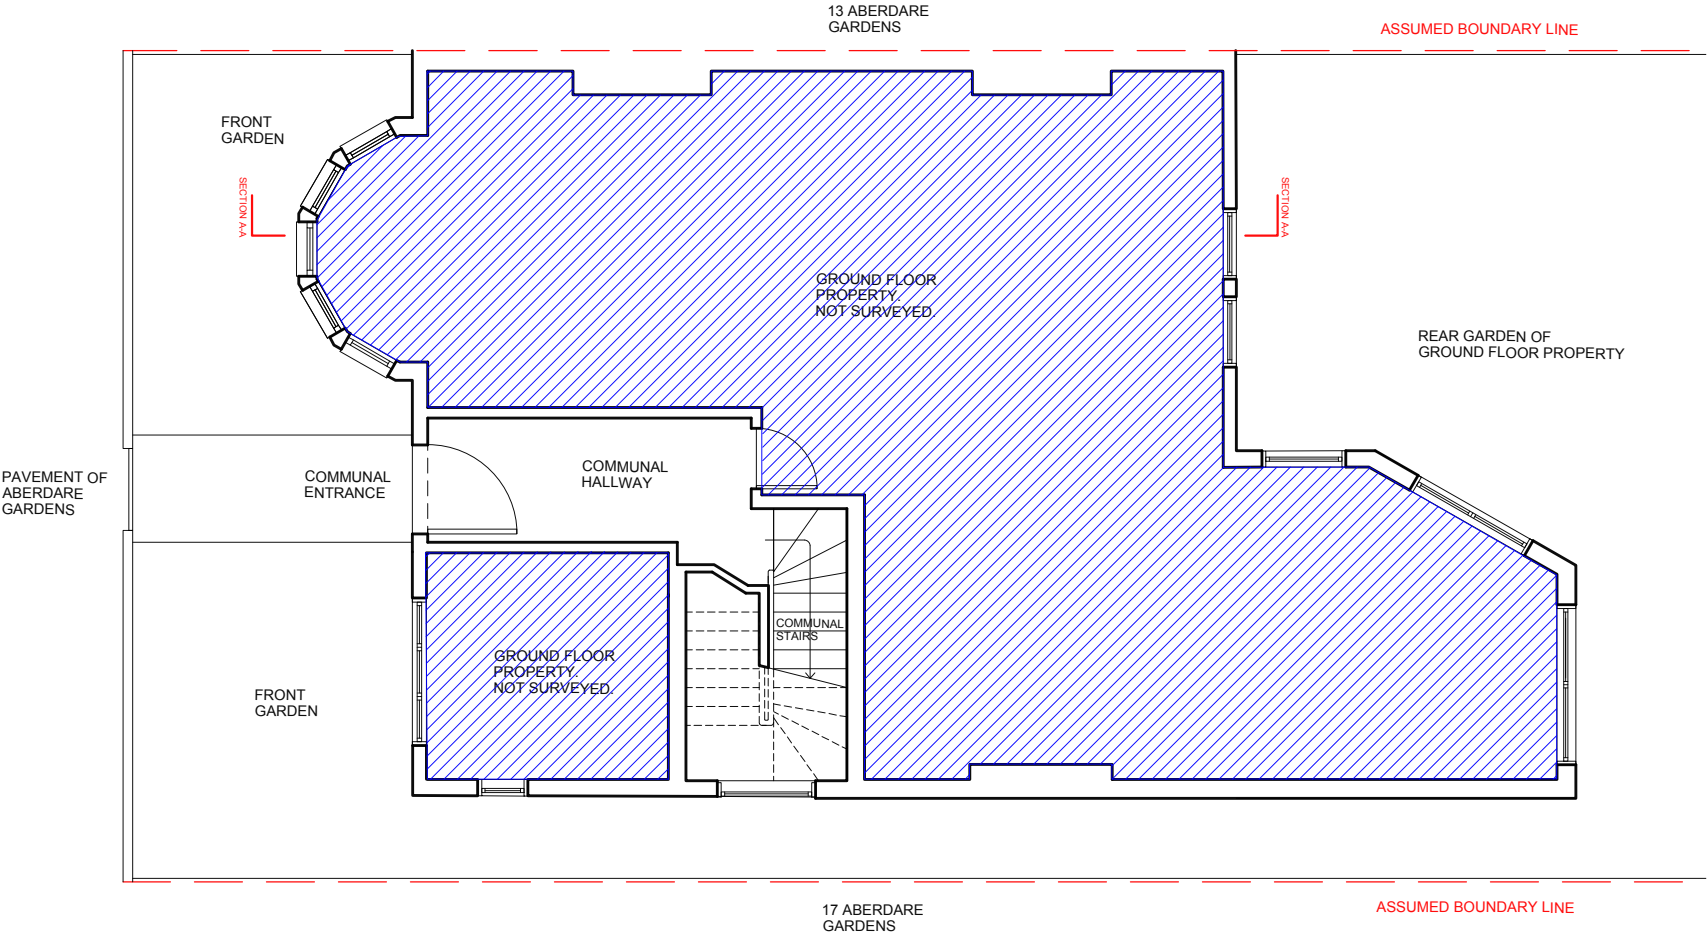 13 ABERDARE
GARDENS
ASSUMED BOUNDARY LINE
FRONT
GARDEN
SECTION A-A
SECTION A-A
GROUND FLOOR
PROPERTY.
NOT SURVEYED.
REAR GARDEN OF
GROUND FLOOR PROPERTY
PAVEMENT OF
ABERDARE
GARDENS
COMMUNAL
ENTRANCE
COMMUNAL
HALLWAY
COMMUNAL
STAIRS
GROUND FLOOR
PROPERTY.
NOT SURVEYED.
FRONT
GARDEN
17 ABERDARE
GARDENS
ASSUMED BOUNDARY LINE